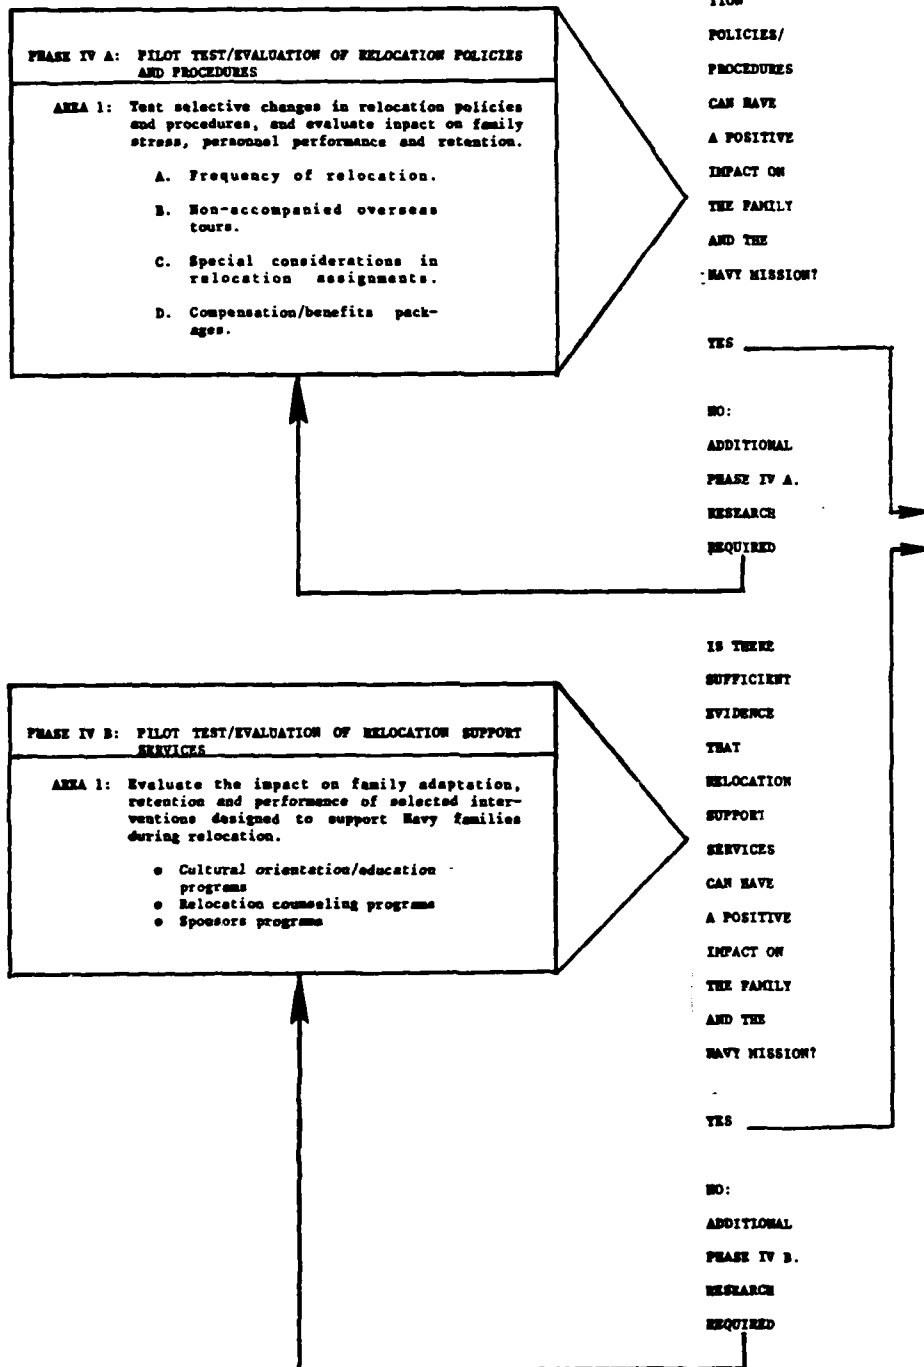 TION
POLICIES/
PROCEDURES
CAN HAVE
A POSITIVE
IMPACT ON
THE FAMILY
AND THE
NAVY MISSION?
YES
NO:
ADDITIONAL
PHASE IV A.
RESEARCH
REQUIRED
PHASE IV A: PILOT TEST/EVALUATION OF RELOCATION POLICIES
AND PROCEDURES
AREA 1: Test selective changes in relocation policies
and procedures, and evaluate inpact on family
stress, personnel performance and retention.
A. Frequency of relocation.
B. Non-accompanied overseas
tours.
C. Special considerations in
relocation assignments.
D. Compensation/benefits pack-
ages.
PHASE IV B: PILOT TEST/EVALUATION OF RELOCATION SUPPORT
SERVICES
AREA 1: Evaluate the impact on family adaptation,
retention and performance of selected inter-
ventions designed to support Navy families
during relocation.
● Cultural orientation/education
programs
● Relocation counseling programs
● Sponsors programs
IS THERE
SUFFICIENT
EVIDENCE
THAT
RELOCATION
SUPPORT
SERVICES
CAN HAVE
A POSITIVE
IMPACT ON
THE FAMILY
AND THE
NAVY MISSION?
YES
NO:
ADDITIONAL
PHASE IV B.
RESEARCH
REQUIRED